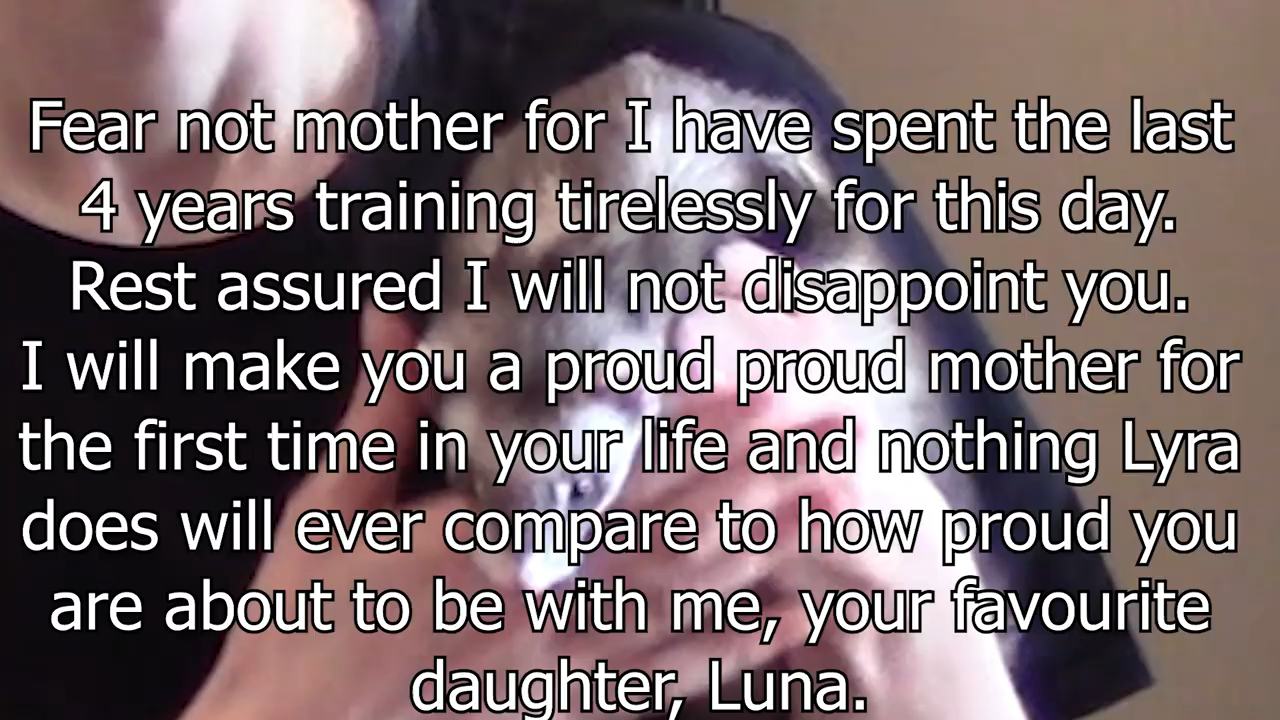 Fear not mother for I have spent the last
4 years training tirelessly for this day.
Rest assured I will not disappoint you.
I will make you a proud proud mother for
the first time in your life and nothing Lyra
does will ever compare to how proud you
are about to be with me, your favourite
daughter, Luna.